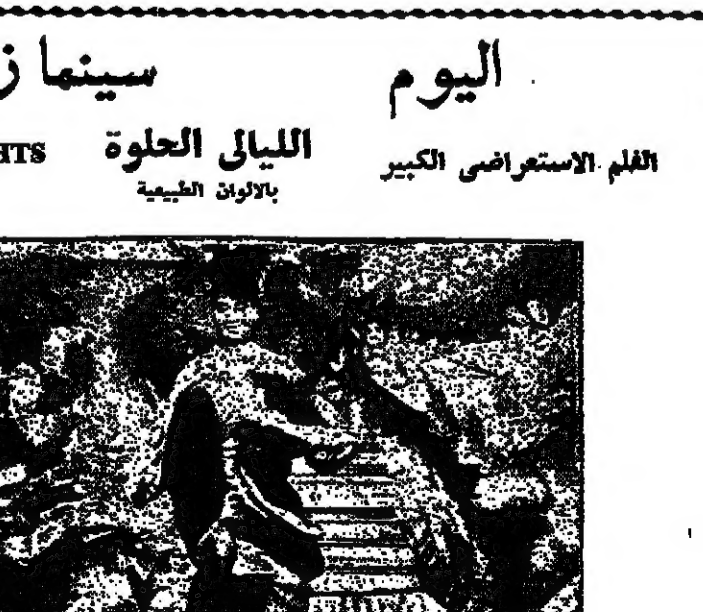 اليوم سينما
الفلم الاستعراضى الكبير الليالى الحلوة
بالالوان الطبيعية